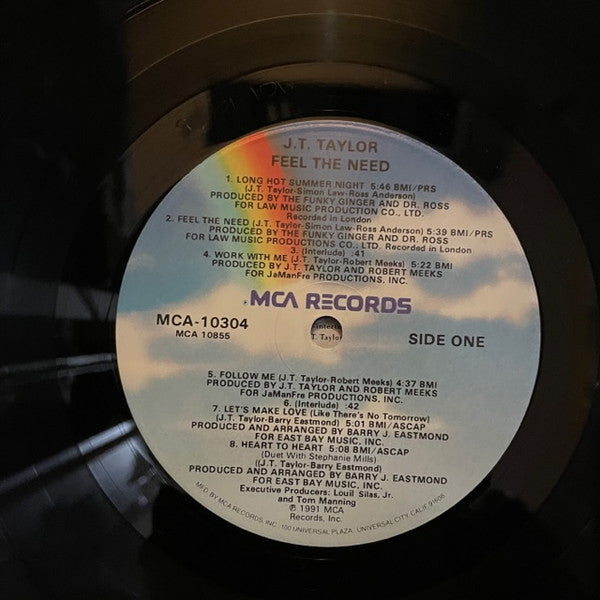 J.T. TAYLOR
FEEL THE NEED
1. LONG HOT SUMMER NIGHT 5:46 BMI/PRS
(J.T. Taylor-Simon Law-Ross Anderson)
PRODUCED BY THE FUNKY GINGER AND DR. ROSS
FOR LAW MUSIC PRODUCTION CO., LTD.
Recorded in London
2. FEEL THE NEED (J.T. Taylor-Simon Law-Ross Anderson) 5:39 BMI/PRS
PRODUCED BY THE FUNKY GINGER AND DR. ROSS
FOR LAW MUSIC PRODUCTIONS CO., LTD. Recorded in London
3. (Interlude) :41
4. WORK WITH ME (J.T. Taylor-Robert Meeks) 5:22 BMI
PRODUCED BY J.T. TAYLOR AND ROBERT MEEKS
FOR JaManFre PRODUCTIONS, INC.
MCA RECORDS
MCA-10304
MCA 10855
SIDE ONE
T. Taylor
5. FOLLOW ME (J.T. Taylor-Robert Meeks) 4:37 BMI
PRODUCED BY J.T. TAYLOR AND ROBERT MEEKS
FOR JaManFre PRODUCTIONS, INC.
6. (Interlude) :42
7. LET'S MAKE LOVE (Like There's No Tomorrow)
(J.T. Taylor-Barry Eastmond) 5:01 BMI/ASCAP
PRODUCED AND ARRANGED BY BARRY J. EASTMOND
FOR EAST BAY MUSIC, INC.
8. HEART TO HEART 5:08 BMI/ASCAP
(Duet With Stephanie Mills)
((J.T. Taylor-Barry Eastmond)
PRODUCED AND ARRANGED BY BARRY J. EASTMOND
FOR EAST BAY MUSIC, INC.
Executive Producers: Louil Silas, Jr.
and Tom Manning
℗ 1991 MCA
Records, Inc.
MFD. BY MCA RECORDS, INC. 100 UNIVERSAL PLAZA, UNIVERSAL CITY, CALIF. 91608